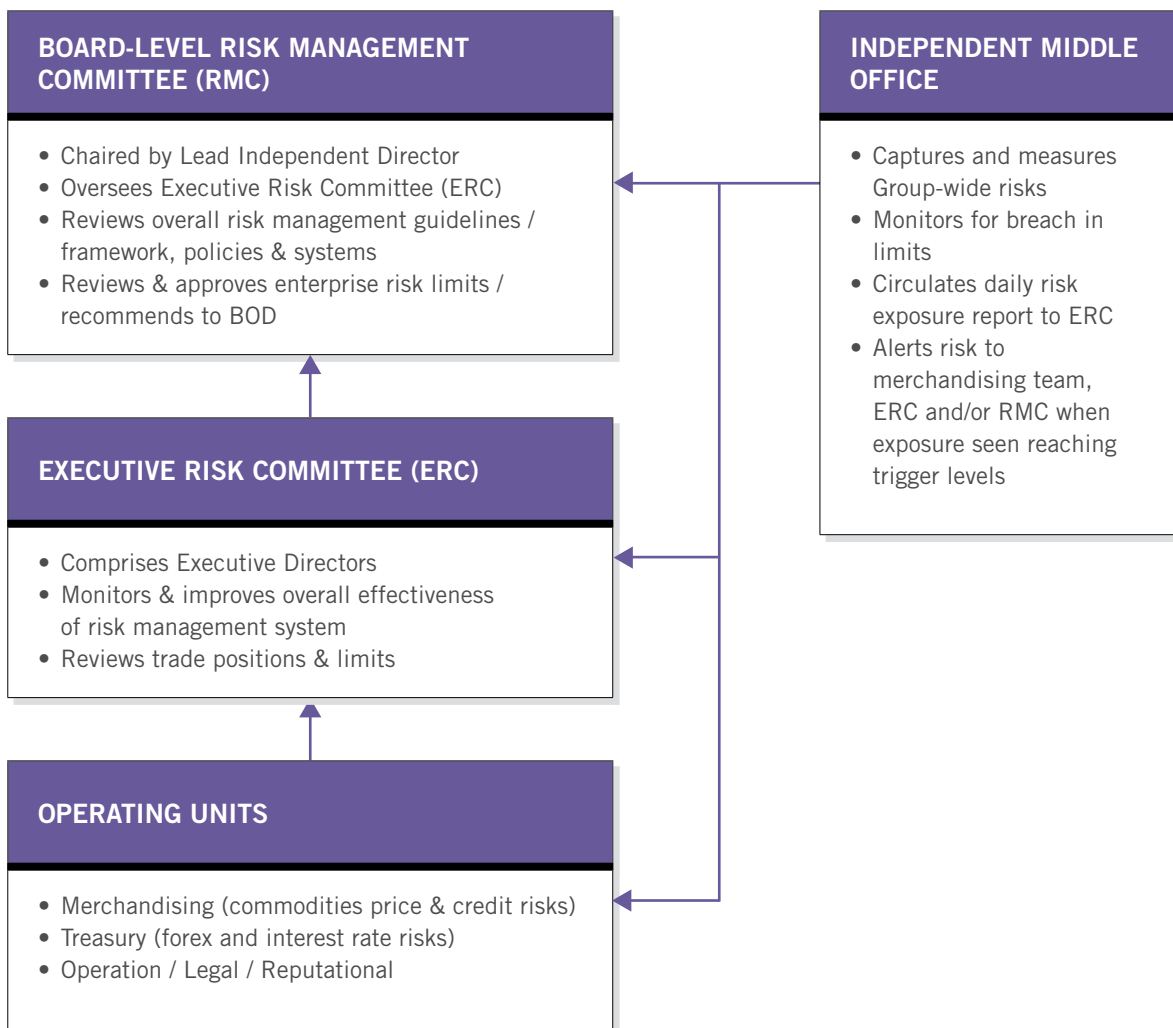 BOARD-LEVEL RISK MANAGEMENT
COMMITTEE (RMC)
• Chaired by Lead Independent Director
• Oversees Executive Risk Committee (ERC)
• Reviews overall risk management guidelines /
framework, policies & systems
• Reviews & approves enterprise risk limits /
recommends to BOD
EXECUTIVE RISK COMMITTEE (ERC)
• Comprises Executive Directors
• Monitors & improves overall effectiveness
of risk management system
• Reviews trade positions & limits
OPERATING UNITS
• Merchandising (commodities price & credit risks)
• Treasury (forex and interest rate risks)
• Operation / Legal / Reputational
INDEPENDENT MIDDLE
OFFICE
• Captures and measures
Group-wide risks
• Monitors for breach in
limits
• Circulates daily risk
exposure report to ERC
• Alerts risk to
merchandising team,
ERC and/or RMC when
exposure seen reaching
trigger levels